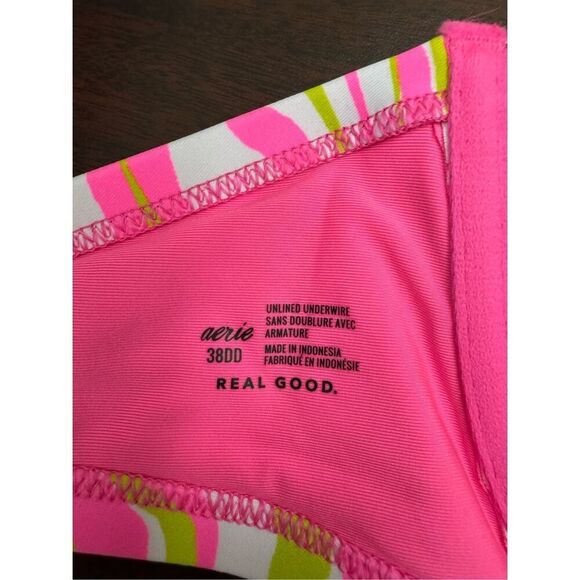 aerie
38DD
UNLINED UNDERWIRE
SANS DOUBLURE AVEC
ARMATURE
MADE IN INDONESIA
FABRIQUÉ EN INDONÉSIE
REAL GOOD.